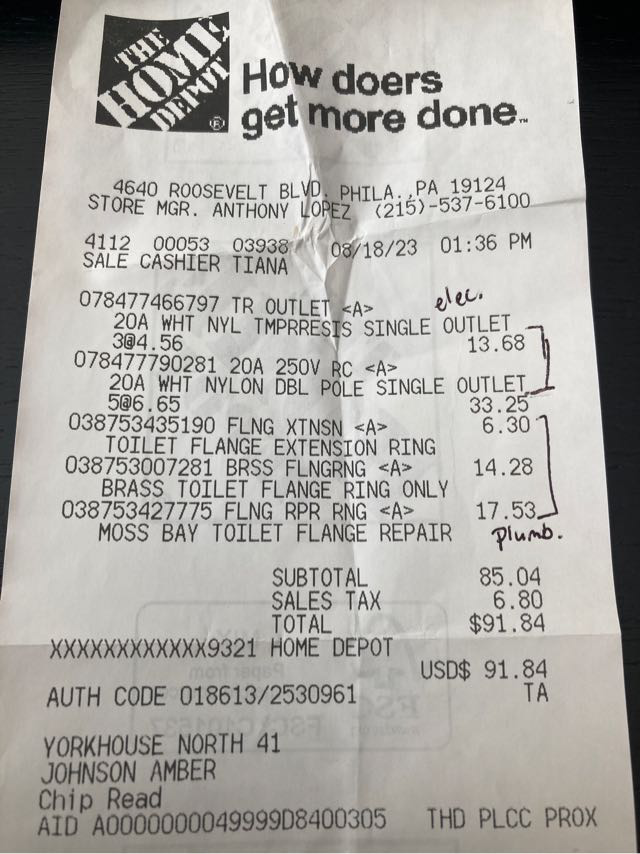 THE
HOME
DEPOT®
How doers
get more done.™
4640 ROOSEVELT BLVD. PHILA., PA 19124
STORE MGR. ANTHONY LOPEZ (215)-537-6100
4112 00053 03938 08/18/23 01:36 PM
SALE CASHIER TIANA
078477466797 TR OUTLET <A> elec.
20A WHT NYL TMPRRESIS SINGLE OUTLET
3@4.56 13.68
078477790281 20A 250V RC <A>
20A WHT NYLON DBL POLE SINGLE OUTLET
5@6.65 33.25
038753435190 FLNG XTNSN <A> 6.30
TOILET FLANGE EXTENSION RING
038753007281 BRSS FLNGRNG <A> 14.28
BRASS TOILET FLANGE RING ONLY
038753427775 FLNG RPR RNG <A> 17.53
MOSS BAY TOILET FLANGE REPAIR plumb.
SUBTOTAL 85.04
SALES TAX 6.80
TOTAL $91.84
XXXXXXXXXXXX9321 HOME DEPOT
USD$ 91.84
AUTH CODE 018613/2530961 TA
YORKHOUSE NORTH 41
JOHNSON AMBER
Chip Read
AID A0000000049999D8400305 THD PLCC PROX